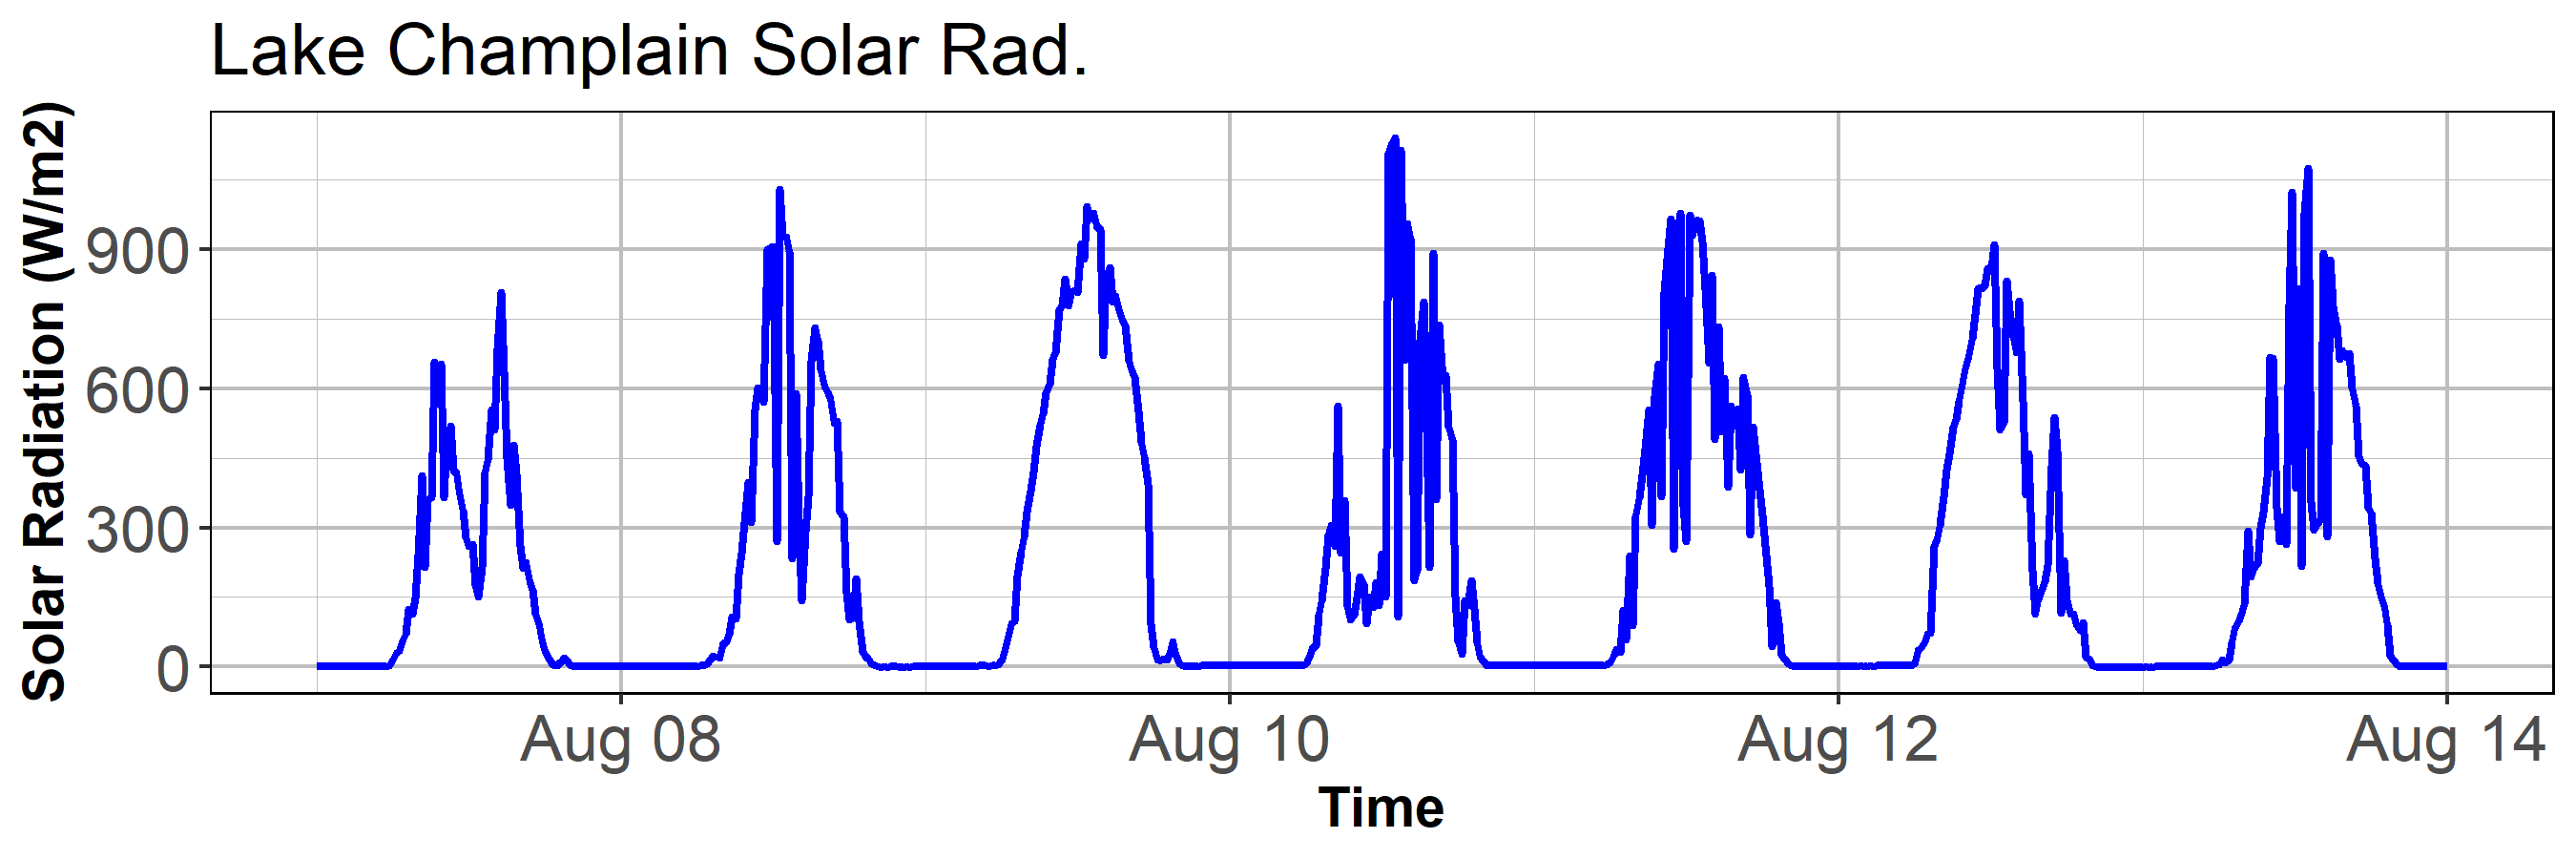 Lake Champlain Solar Rad.
Solar Radiation (W/m2)
900
600
300
0
Aug 08 Aug 10 Aug 12 Aug 14
Time